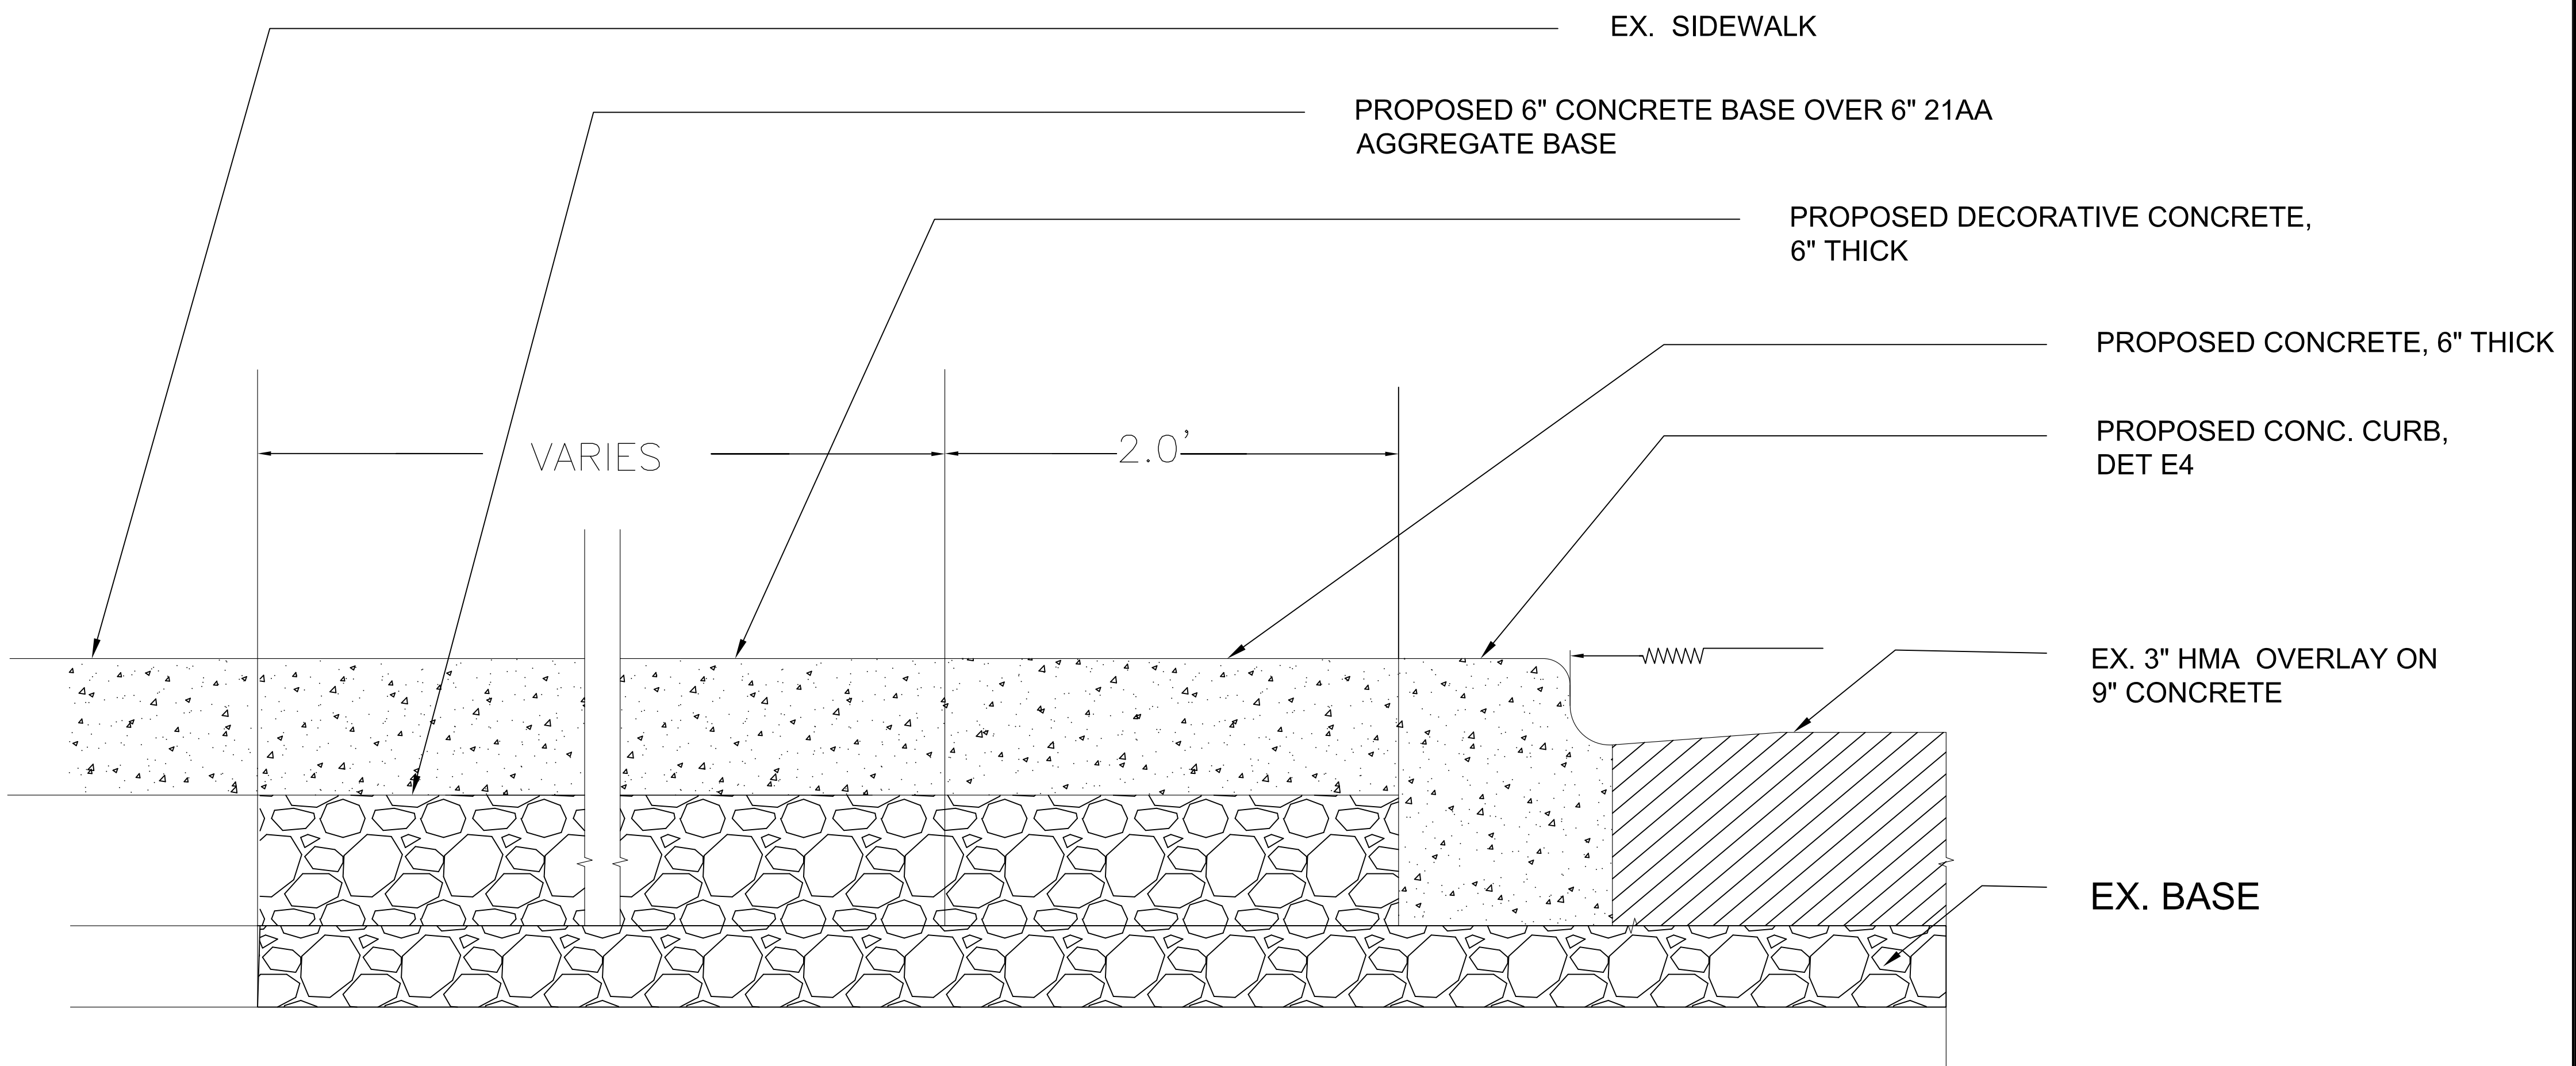 EX. SIDEWALK
PROPOSED 6" CONCRETE BASE OVER 6" 21AA
AGGREGATE BASE
PROPOSED DECORATIVE CONCRETE,
6" THICK
PROPOSED CONCRETE, 6" THICK
PROPOSED CONC. CURB,
DET E4
VARIES
2.0'
EX. 3" HMA OVERLAY ON
9" CONCRETE
EX. BASE